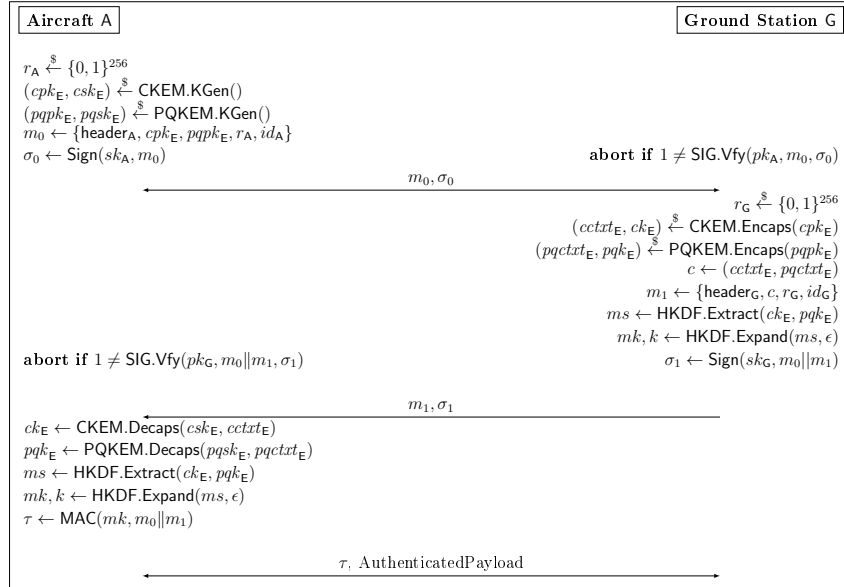 Aircraft A
Ground Station G
r_A ←$ {0,1}^256
(cpk_E, csk_E) ←$ CKEM.KGen()
(pqpk_E, pqsk_E) ←$ PQKEM.KGen()
m_0 ← {header_A, cpk_E, pqpk_E, r_A, id_A}
σ_0 ← Sign(sk_A, m_0)
abort if 1 ≠ SIG.Vfy(pk_A, m_0, σ_0)
m_0, σ_0
r_G ←$ {0,1}^256
(cctxt_E, ck_E) ←$ CKEM.Encaps(cpk_E)
(pqctxt_E, pqk_E) ←$ PQKEM.Encaps(pqpk_E)
c ← (cctxt_E, pqctxt_E)
m_1 ← {header_G, c, r_G, id_G}
ms ← HKDF.Extract(ck_E, pqk_E)
mk, k ← HKDF.Expand(ms, ϵ)
abort if 1 ≠ SIG.Vfy(pk_G, m_0‖m_1, σ_1)
σ_1 ← Sign(sk_G, m_0||m_1)
m_1, σ_1
ck_E ← CKEM.Decaps(csk_E, cctxt_E)
pqk_E ← PQKEM.Decaps(pqsk_E, pqctxt_E)
ms ← HKDF.Extract(ck_E, pqk_E)
mk, k ← HKDF.Expand(ms, ϵ)
τ ← MAC(mk, m_0‖m_1)
τ, AuthenticatedPayload